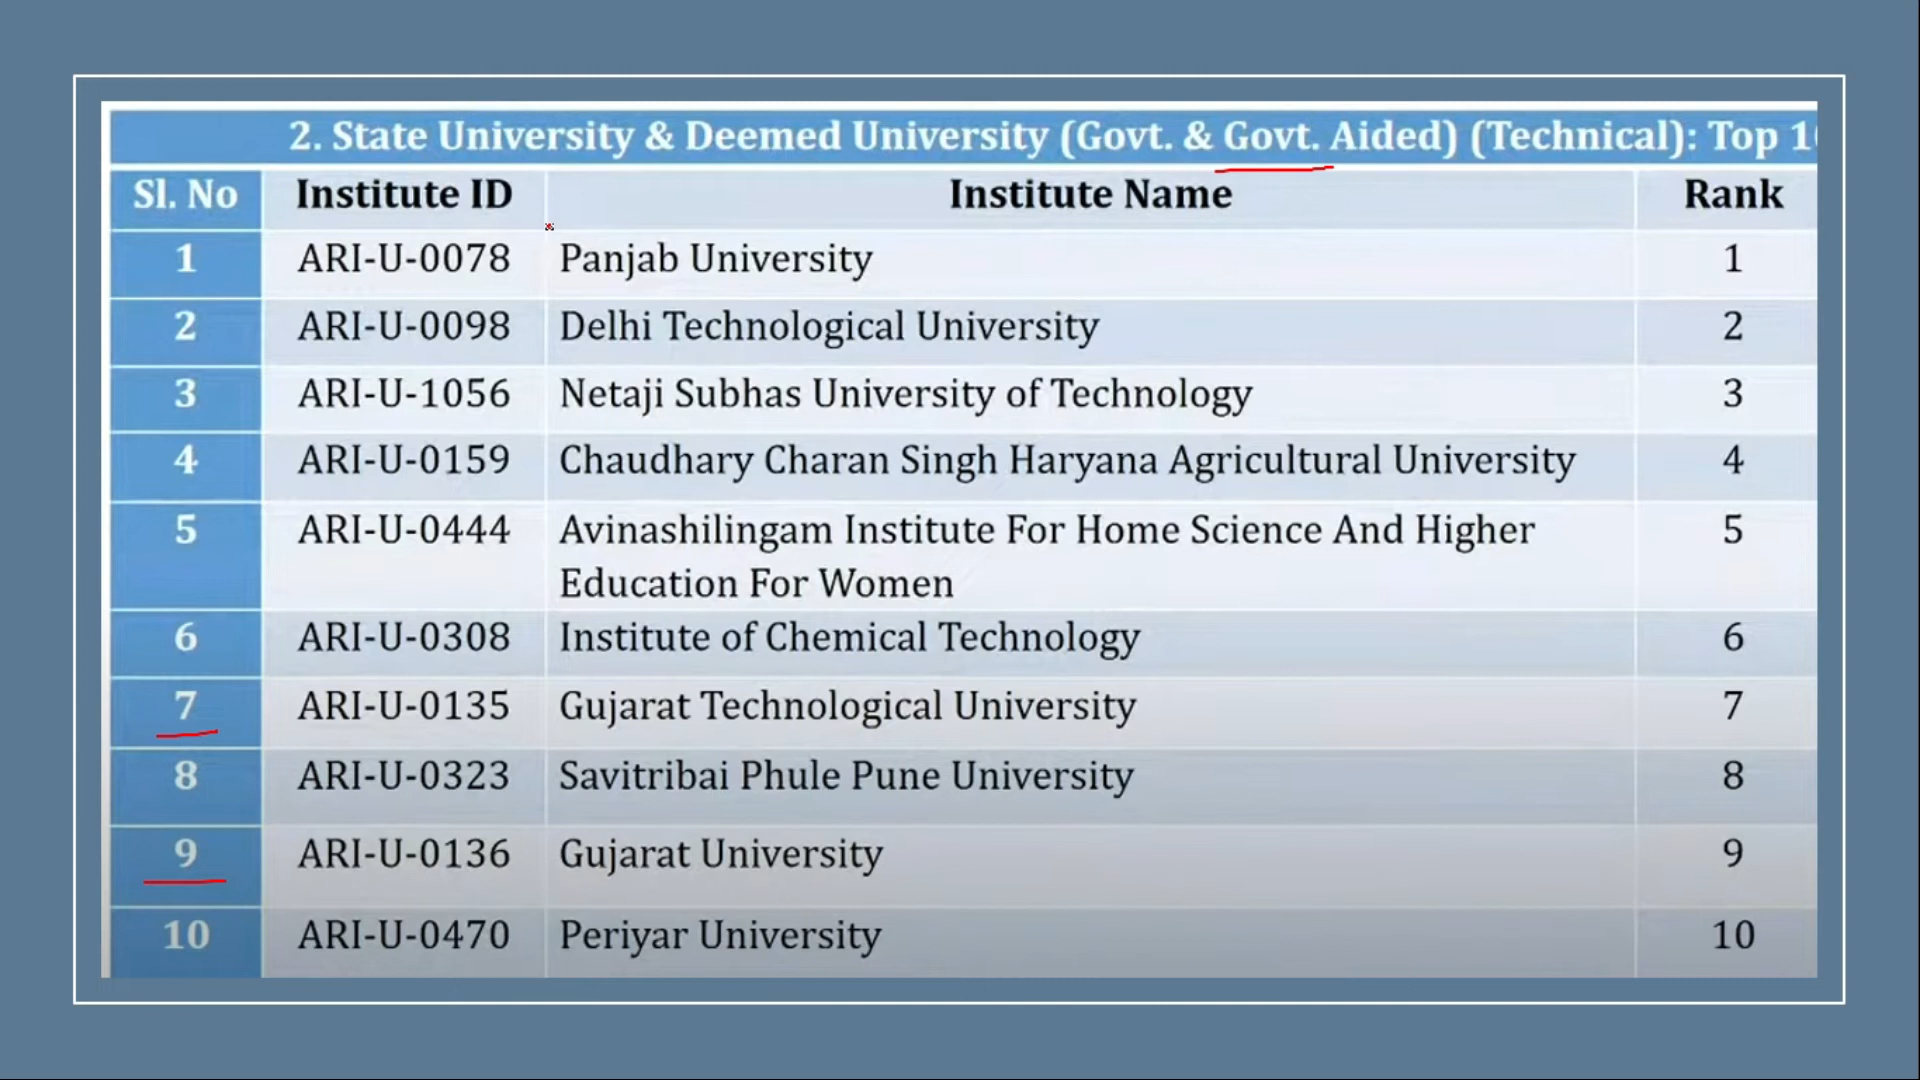 2. State University & Deemed University (Govt. & Govt. Aided) (Technical): Top
Sl. No Institute ID Institute Name Rank
1 ARI-U-0078 Panjab University 1
2 ARI-U-0098 Delhi Technological University 2
3 ARI-U-1056 Netaji Subhas University of Technology 3
4 ARI-U-0159 Chaudhary Charan Singh Haryana Agricultural University 4
5 ARI-U-0444 Avinashilingam Institute For Home Science And Higher 5
Education For Women
6 ARI-U-0308 Institute of Chemical Technology 6
7 ARI-U-0135 Gujarat Technological University 7
8 ARI-U-0323 Savitribai Phule Pune University 8
9 ARI-U-0136 Gujarat University 9
10 ARI-U-0470 Periyar University 10